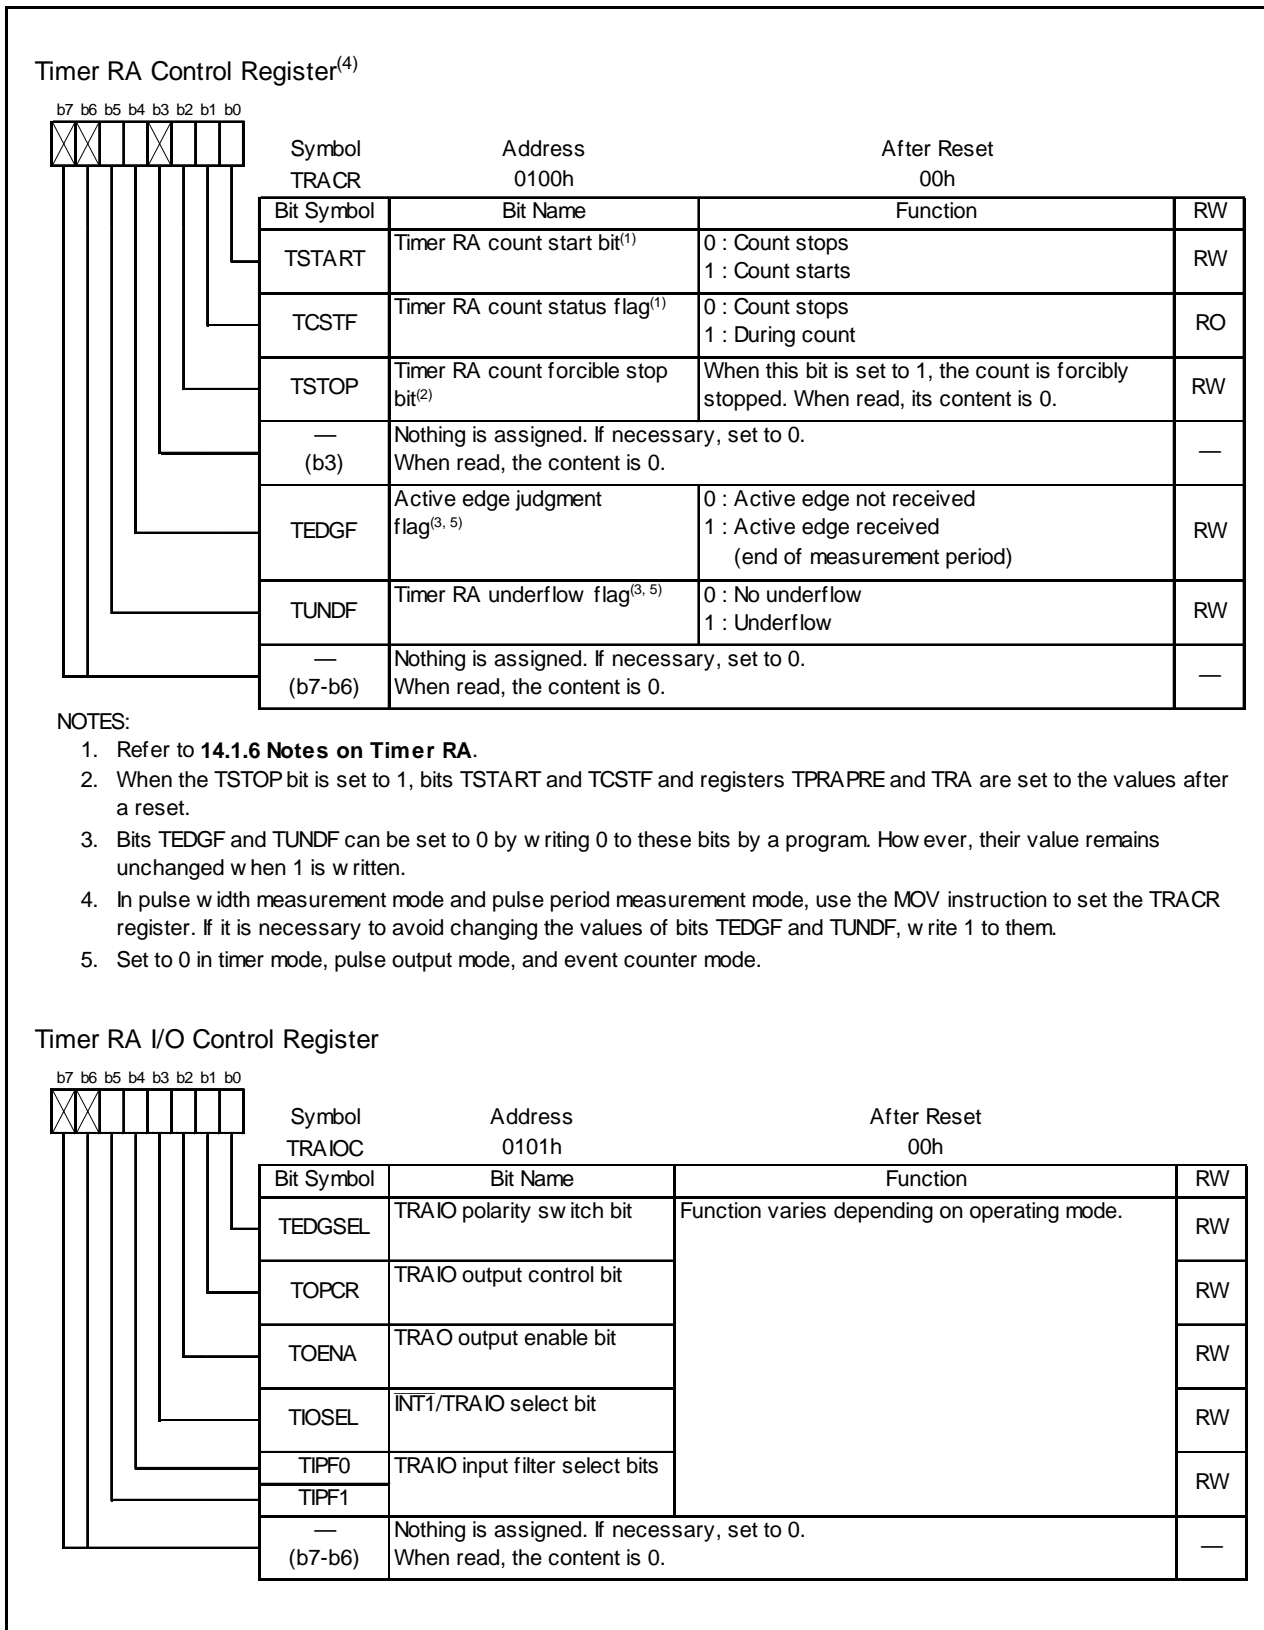 Timer RA Control Register(4)
b7 b6 b5 b4 b3 b2 b1 b0
Symbol Address After Reset
TRACR 0100h 00h
Bit Symbol Bit Name Function RW
TSTART Timer RA count start bit(1) 0 : Count stops
1 : Count starts RW
TCSTF Timer RA count status flag(1) 0 : Count stops
1 : During count RO
TSTOP Timer RA count forcible stop
bit(2) When this bit is set to 1, the count is forcibly
stopped. When read, its content is 0. RW
—
(b3) Nothing is assigned. If necessary, set to 0.
When read, the content is 0. —
TEDGF Active edge judgment
flag(3, 5) 0 : Active edge not received
1 : Active edge received
(end of measurement period) RW
TUNDF Timer RA underflow flag(3, 5) 0 : No underflow
1 : Underflow RW
—
(b7-b6) Nothing is assigned. If necessary, set to 0.
When read, the content is 0. —
NOTES:
1. Refer to 14.1.6 Notes on Timer RA.
2. When the TSTOP bit is set to 1, bits TSTART and TCSTF and registers TPRAPRE and TRA are set to the values after
a reset.
3. Bits TEDGF and TUNDF can be set to 0 by writing 0 to these bits by a program. However, their value remains
unchanged when 1 is written.
4. In pulse width measurement mode and pulse period measurement mode, use the MOV instruction to set the TRACR
register. If it is necessary to avoid changing the values of bits TEDGF and TUNDF, write 1 to them.
5. Set to 0 in timer mode, pulse output mode, and event counter mode.
Timer RA I/O Control Register
b7 b6 b5 b4 b3 b2 b1 b0
Symbol Address After Reset
TRAIOC 0101h 00h
Bit Symbol Bit Name Function RW
TEDGSEL TRAIO polarity switch bit Function varies depending on operating mode. RW
TOPCR TRAIO output control bit RW
TOENA TRAO output enable bit RW
TIOSEL INT1/TRAIO select bit RW
TIPF0 TRAIO input filter select bits RW
TIPF1
—
(b7-b6) Nothing is assigned. If necessary, set to 0.
When read, the content is 0. —